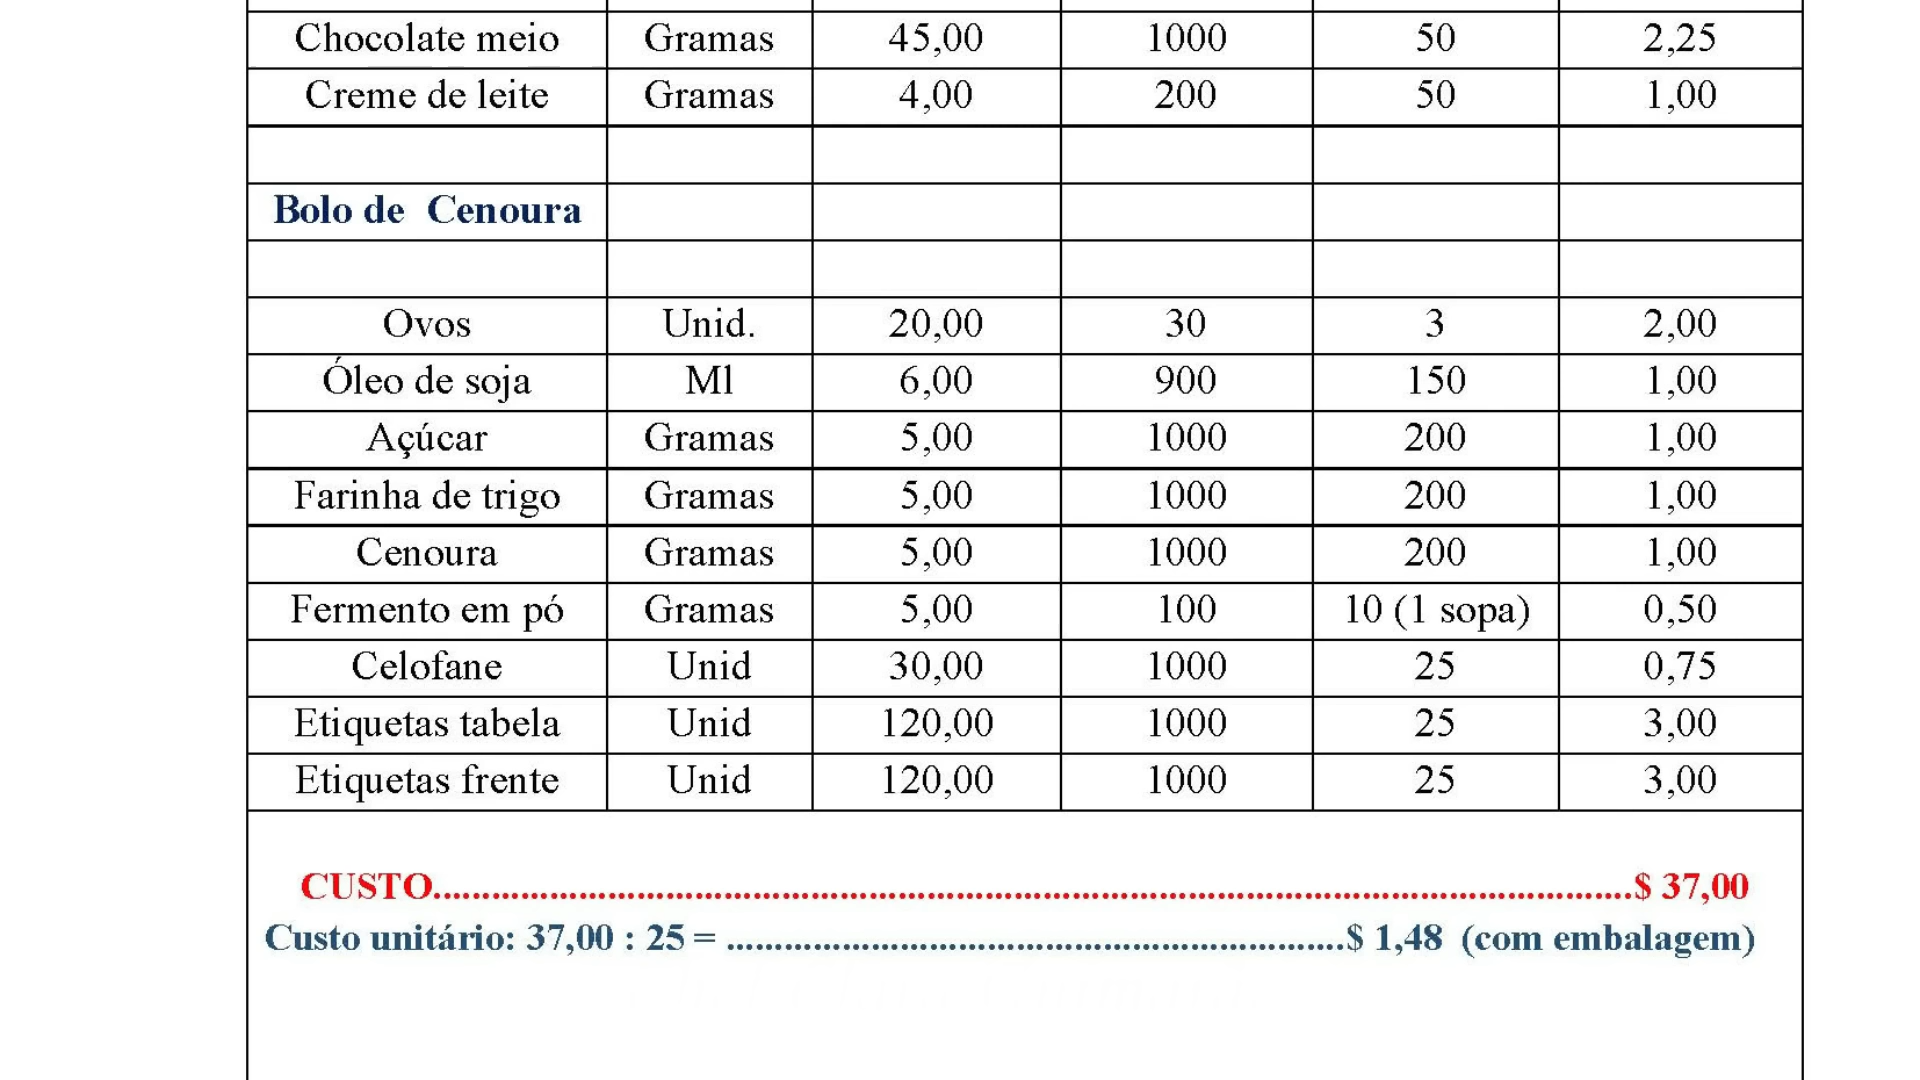 Chocolate meio Gramas 45,00 1000 50 2,25
Creme de leite Gramas 4,00 200 50 1,00
Bolo de Cenoura
Ovos Unid. 20,00 30 3 2,00
Óleo de soja Ml 6,00 900 150 1,00
Açúcar Gramas 5,00 1000 200 1,00
Farinha de trigo Gramas 5,00 1000 200 1,00
Cenoura Gramas 5,00 1000 200 1,00
Fermento em pó Gramas 5,00 100 10 (1 sopa) 0,50
Celofane Unid 30,00 1000 25 0,75
Etiquetas tabela Unid 120,00 1000 25 3,00
Etiquetas frente Unid 120,00 1000 25 3,00
CUSTO..............................................................................................................................$ 37,00
Custo unitário: 37,00 : 25 = .................................................................$ 1,48 (com embalagem)